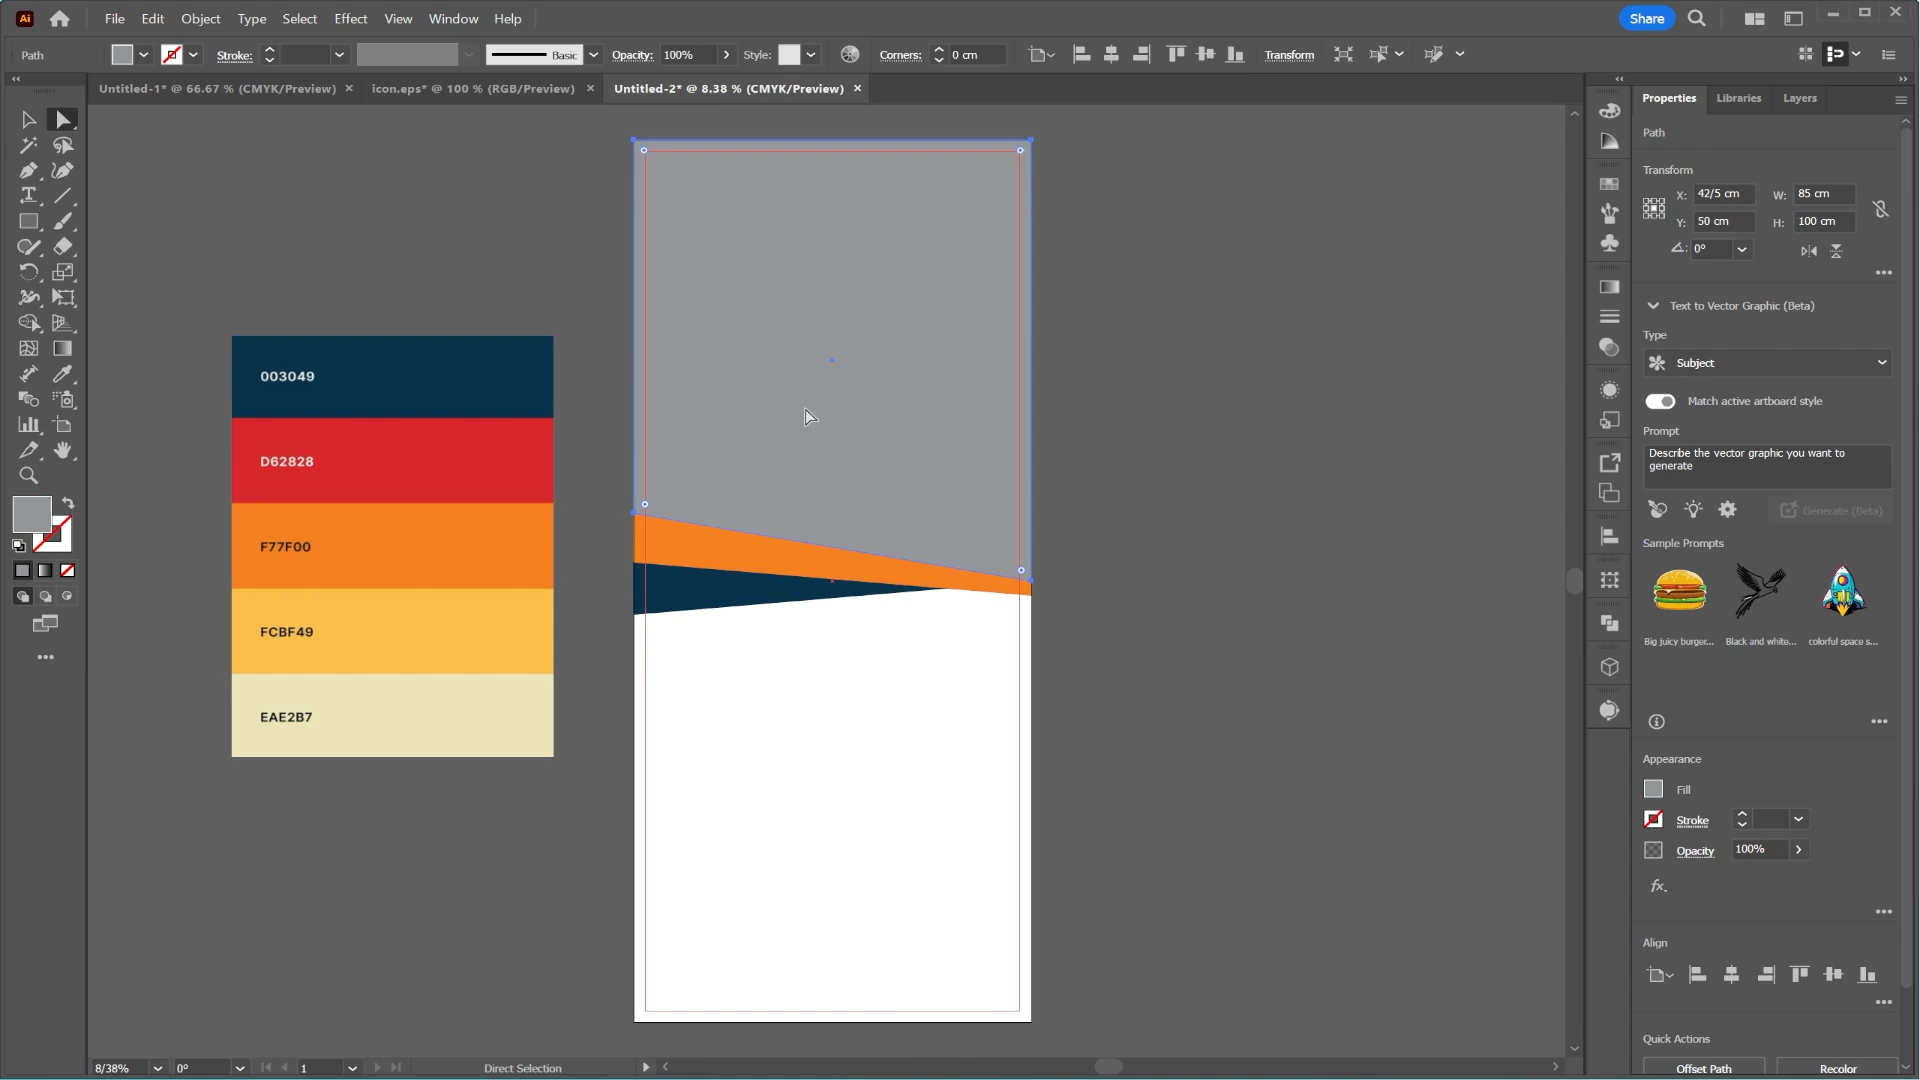 File Edit Object Type Select Effect View Window Help
Share
Path
Stroke:
Basic
Opacity: 100%
Style:
Corners: 0 cm
Transform
Untitled-1* @ 66.67 % (CMYK/Preview)
icon.eps* @ 100 % (RGB/Preview)
Untitled-2* @ 8.38 % (CMYK/Preview)
003049
D62828
F77F00
FCBF49
EAE2B7
Properties Libraries Layers
Path
Transform
X: 42/5 cm W: 85 cm
Y: 50 cm H: 100 cm
0°
Text to Vector Graphic (Beta)
Type
Subject
Match active artboard style
Prompt
Describe the vector graphic you want to
generate
Generate (Beta)
Sample Prompts
Big juicy burger... Black and white... colorful space s...
Appearance
Fill
Stroke
Opacity 100%
fx.
Align
Quick Actions
Offset Path Recolor
8/38% 0° 1 Direct Selection